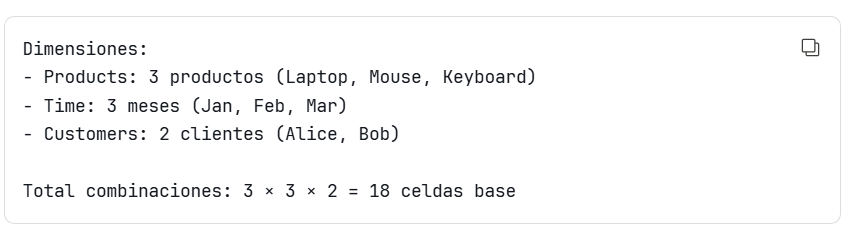 Dimensiones:
- Products: 3 productos (Laptop, Mouse, Keyboard)
- Time: 3 meses (Jan, Feb, Mar)
- Customers: 2 clientes (Alice, Bob)
Total combinaciones: 3 × 3 × 2 = 18 celdas base